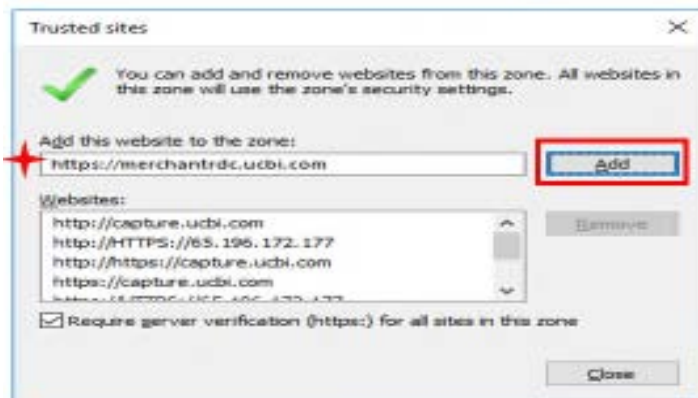 Trusted sites
You can add and remove websites from this zone. All websites in
this zone will use the zone's security settings.
Add this website to the zone:
https://merchantrdc.ucbi.com
Add
Websites:
http://capture.ucbi.com
http://HTTPS://65.196.172.177
http://https://capture.ucbi.com
https://capture.ucbi.com
Remove
Require server verification (https:) for all sites in this zone
Close